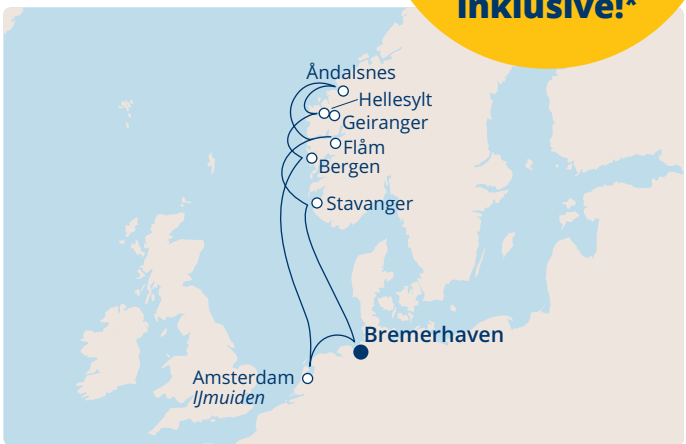 inklusive!*
Åndalsnes
Hellesylt
Geiranger
Flåm
Bergen
Stavanger
Bremerhaven
Amsterdam
IJmuiden